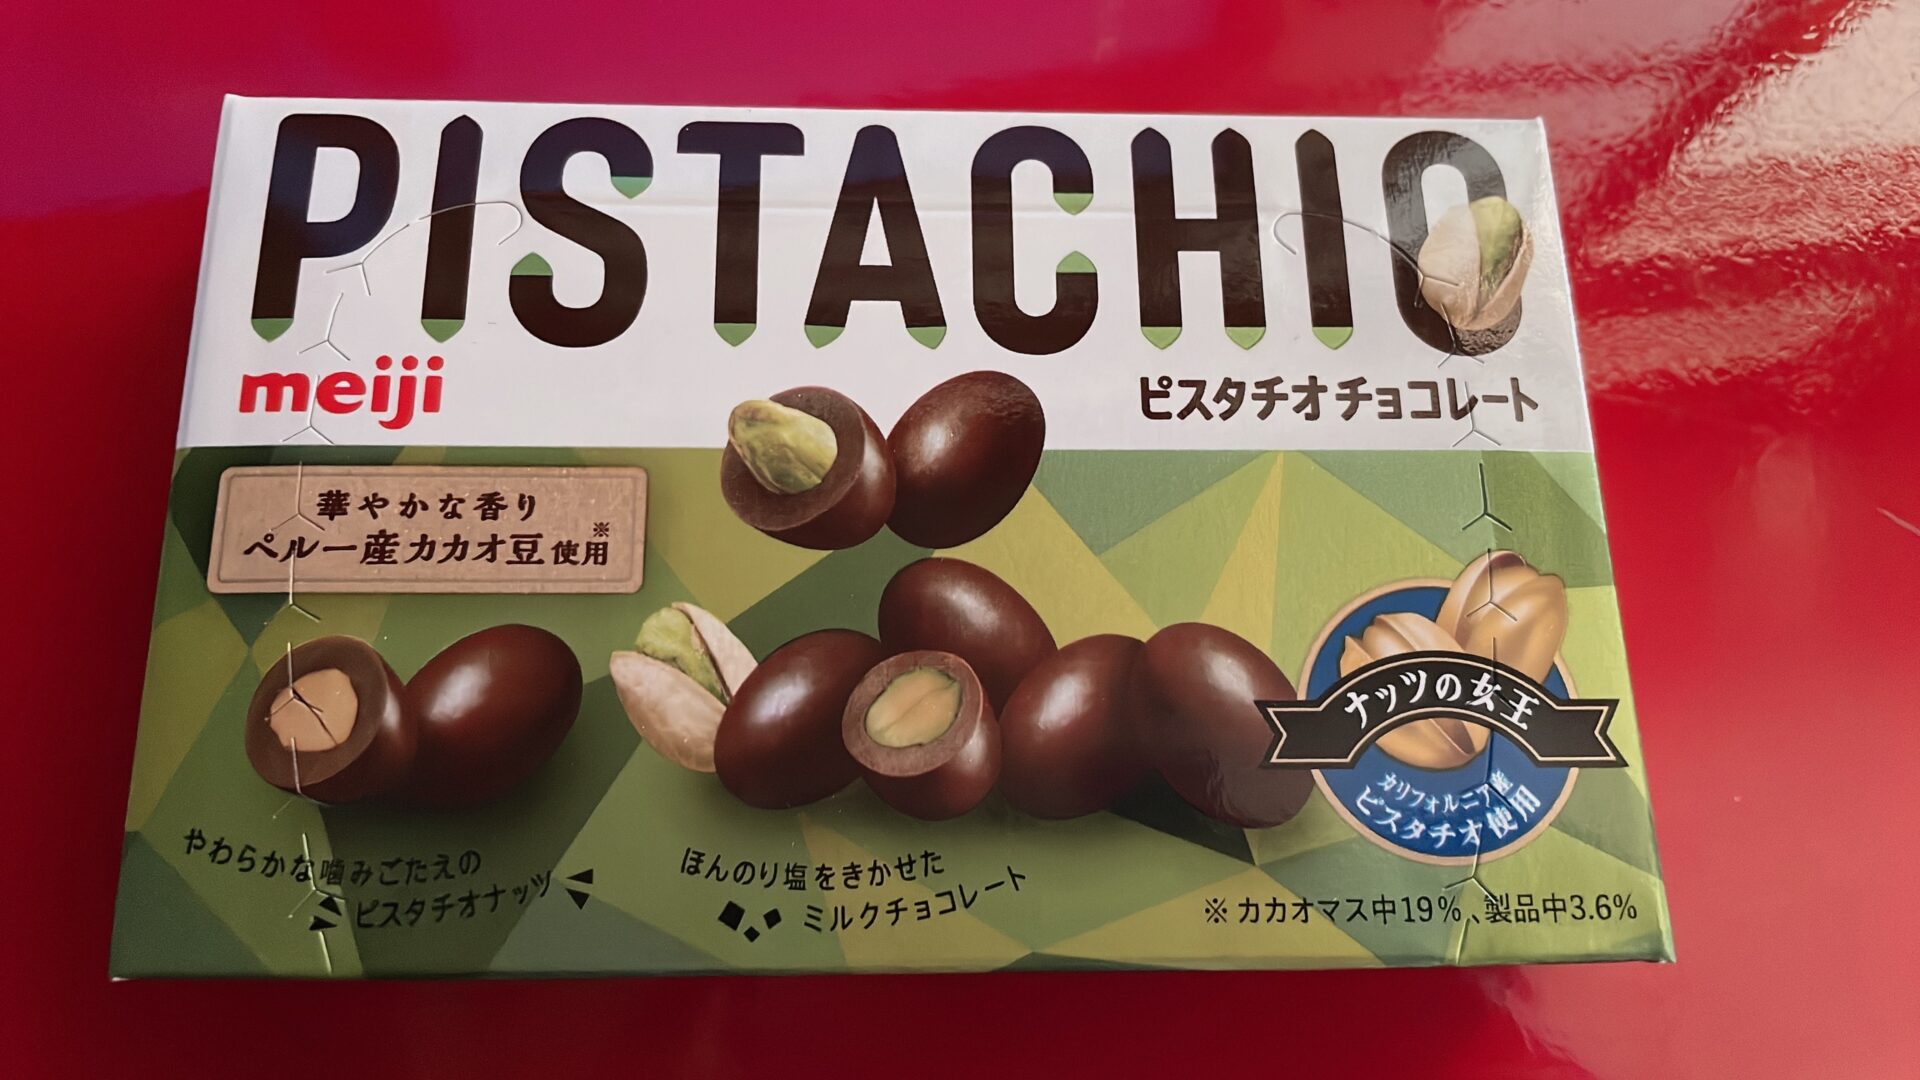 PISTACHIO
meiji
ピスタチオチョコレート
華やかな香り
ペルー産カカオ豆使用※
ナッツの女王
カリフォルニア産
ピスタチオ使用
やわらかな噛みごたえの
ピスタチオナッツ
ほんのり塩をきかせた
ミルクチョコレート
※カカオマス中19%、製品中3.6%